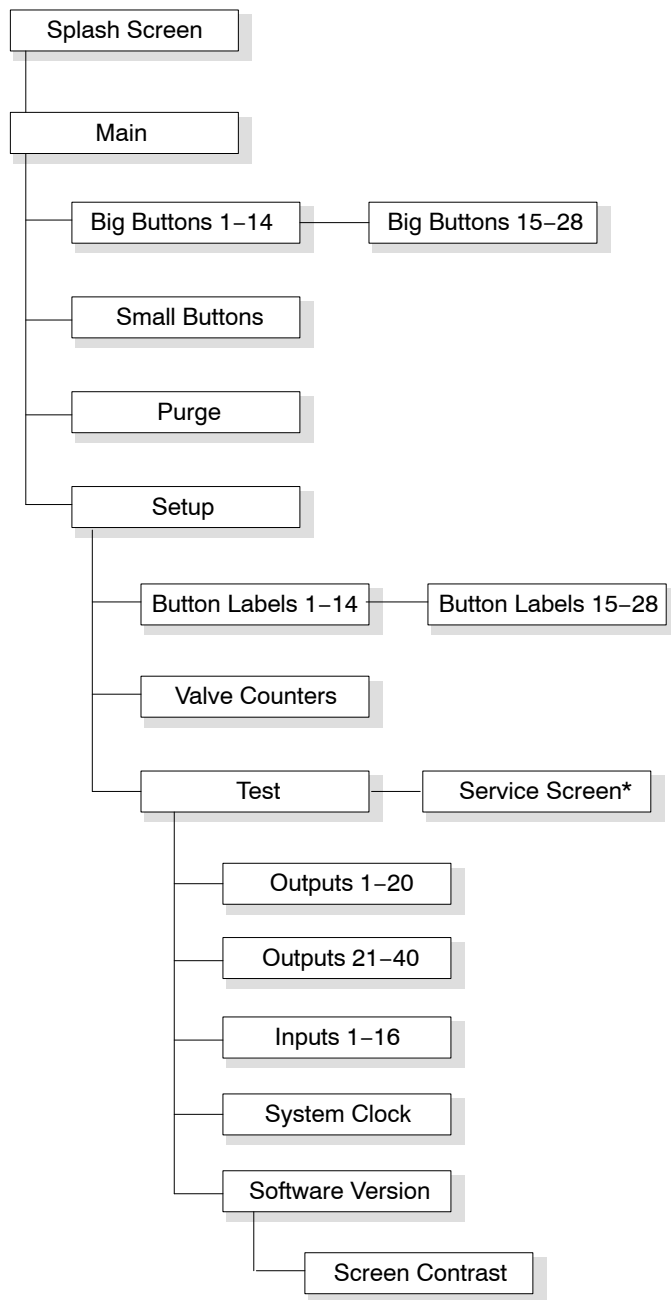 Splash Screen
Main
Big Buttons 1–14
Big Buttons 15–28
Small Buttons
Purge
Setup
Button Labels 1–14
Button Labels 15–28
Valve Counters
Test
Service Screen*
Outputs 1–20
Outputs 21–40
Inputs 1–16
System Clock
Software Version
Screen Contrast